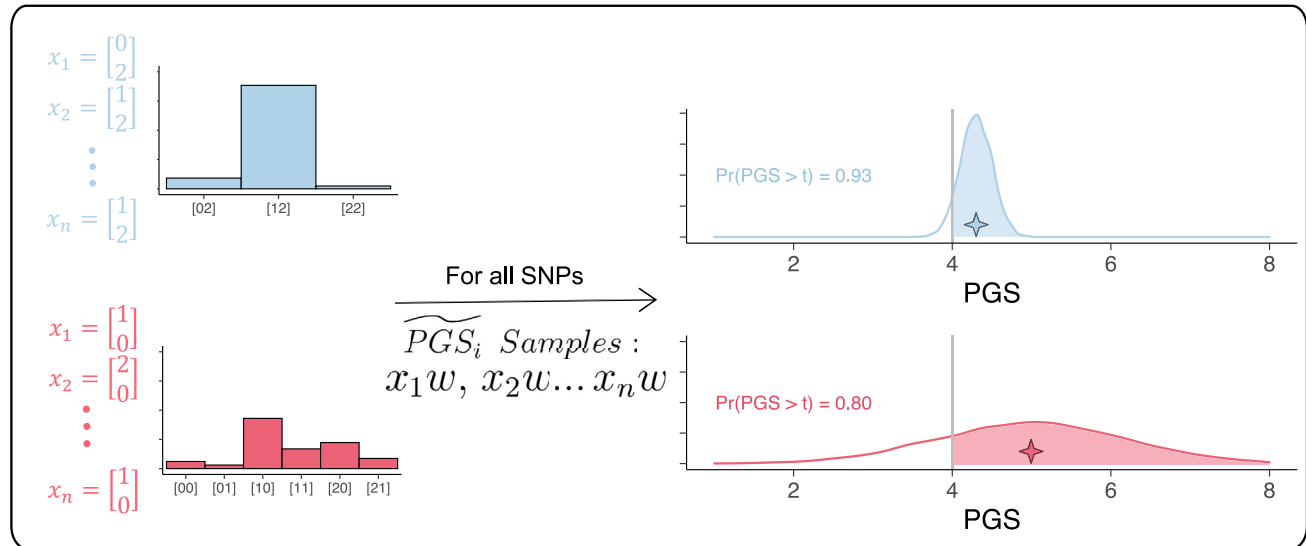 x₁ = [0 2]
x₂ = [1 2]
xₙ = [1 2]
[02] [12] [22]
x₁ = [1 0]
x₂ = [2 0]
xₙ = [1 0]
[00] [01] [10] [11] [20] [21]
For all SNPs
P͠G͠S͠ᵢ Samples :
x₁w, x₂w... xₙw
Pr(PGS > t) = 0.93
2 4 6 8
PGS
Pr(PGS > t) = 0.80
2 4 6 8
PGS